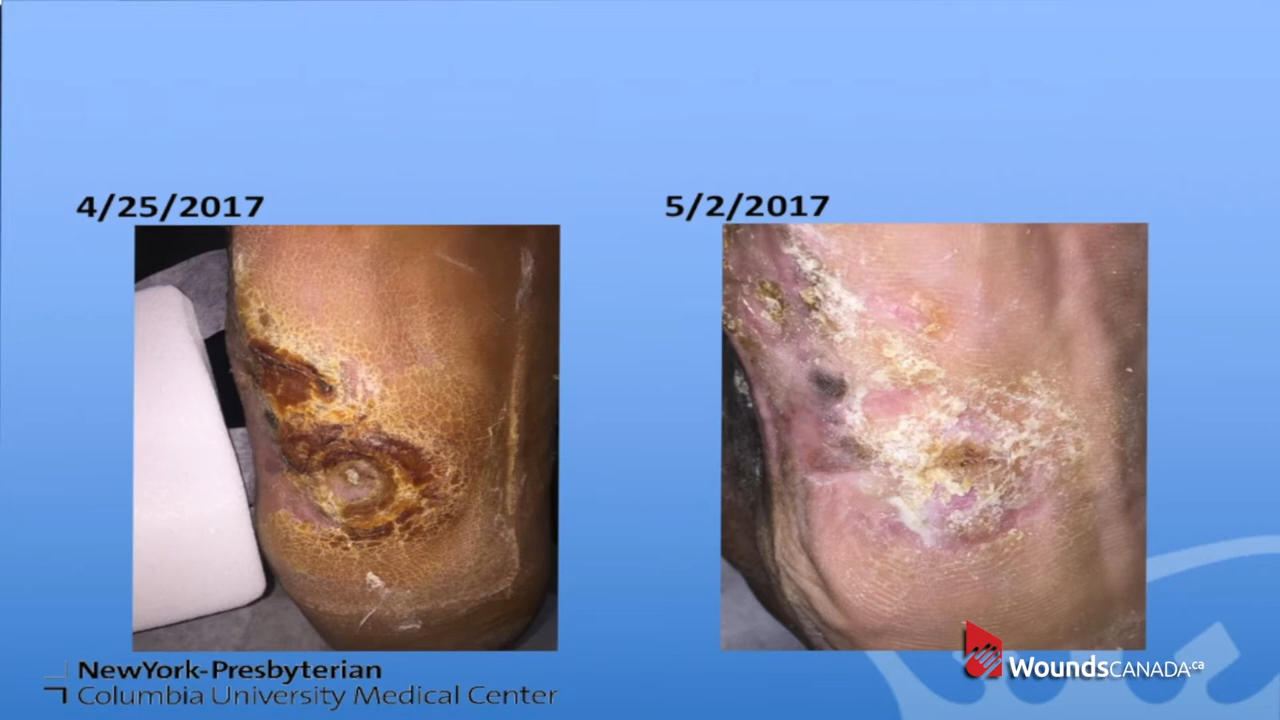 4/25/2017
5/2/2017
NewYork-Presbyterian
Columbia University Medical Center
WoundsCANADA.ca